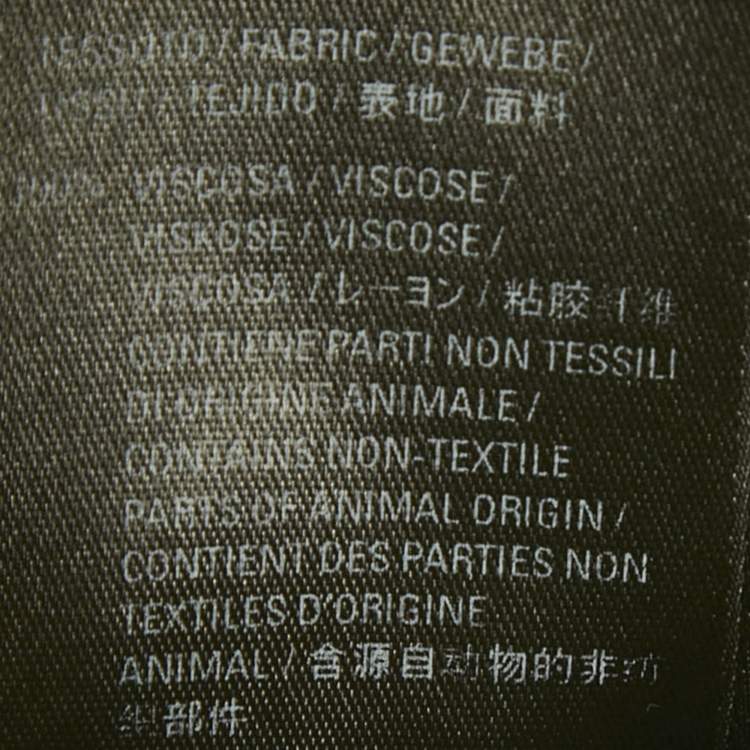 TESSUTO / FABRIC / GEWEBE /
TISSU / TEJIDO / 表地 / 面料
100% VISCOSA / VISCOSE /
VISKOSE / VISCOSE /
VISCOSA / レーヨン / 粘胶纤维
CONTIENE PARTI NON TESSILI
DI ORIGINE ANIMALE /
CONTAINS NON-TEXTILE
PARTS OF ANIMAL ORIGIN /
CONTIENT DES PARTIES NON
TEXTILES D'ORIGINE
ANIMAL / 含源自动物的非纺
织部件